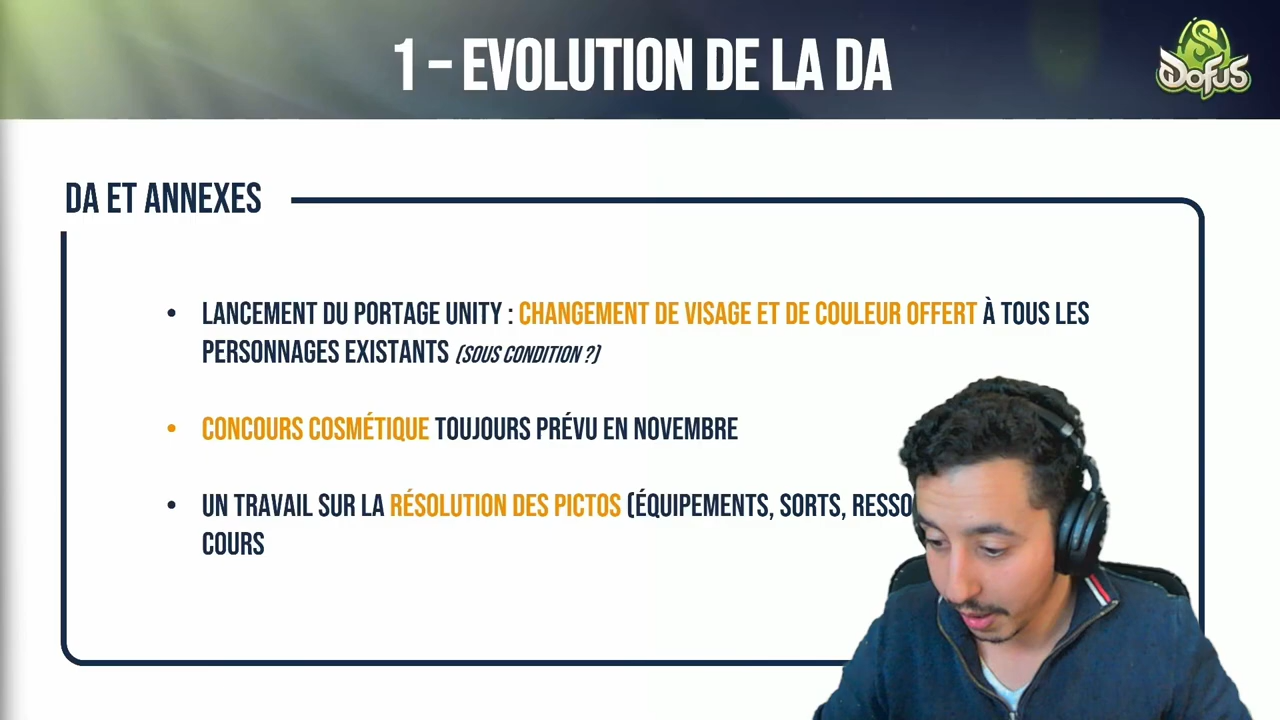 1 – EVOLUTION DE LA DA
DOFUS
DA ET ANNEXES
• LANCEMENT DU PORTAGE UNITY : CHANGEMENT DE VISAGE ET DE COULEUR OFFERT À TOUS LES
PERSONNAGES EXISTANTS (SOUS CONDITION ?)
• CONCOURS COSMÉTIQUE TOUJOURS PRÉVU EN NOVEMBRE
• UN TRAVAIL SUR LA RÉSOLUTION DES PICTOS (ÉQUIPEMENTS, SORTS,
COURS